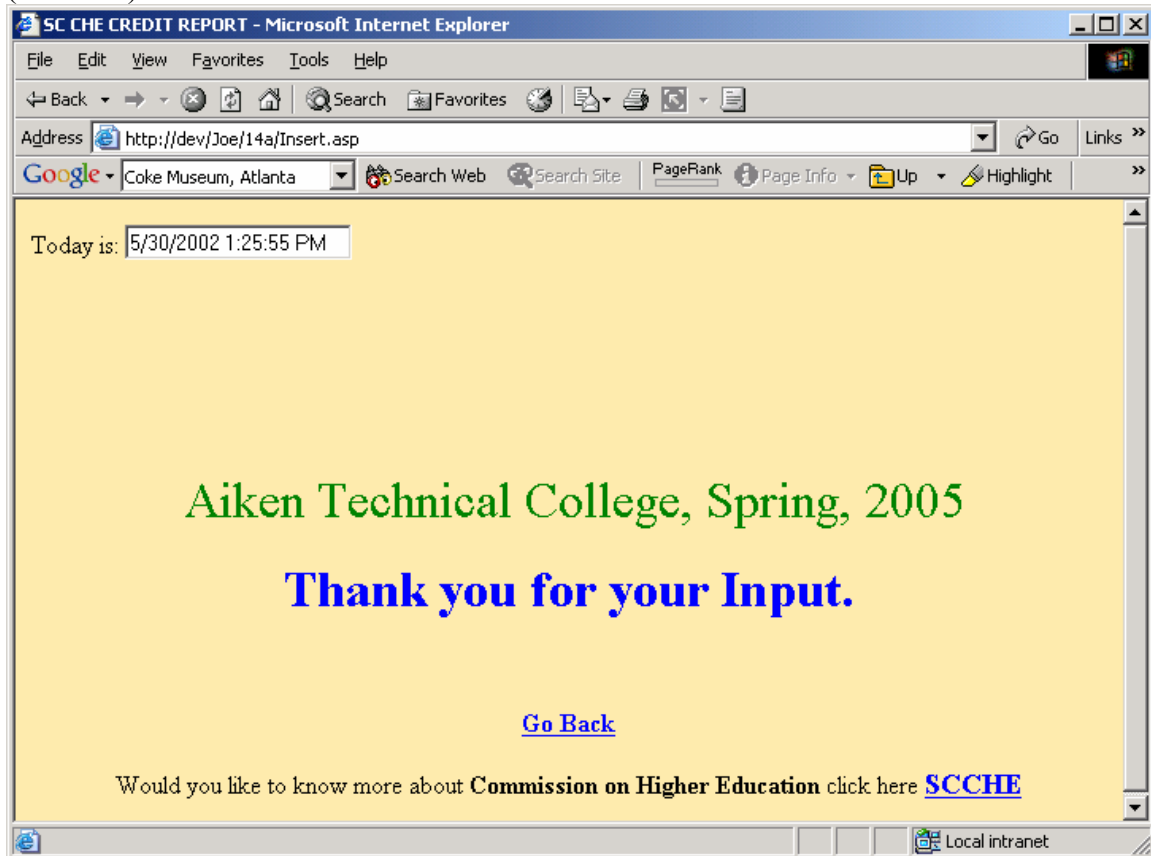 SC CHE CREDIT REPORT - Microsoft Internet Explorer
File Edit View Favorites Tools Help
Back Search Favorites
Address http://dev/Joe/14a/Insert.asp Go Links »
Google Coke Museum, Atlanta Search Web Search Site PageRank Page Info Up Highlight »
Today is: 5/30/2002 1:25:55 PM
Aiken Technical College, Spring, 2005
Thank you for your Input.
Go Back
Would you like to know more about Commission on Higher Education click here SCCHE
Local intranet